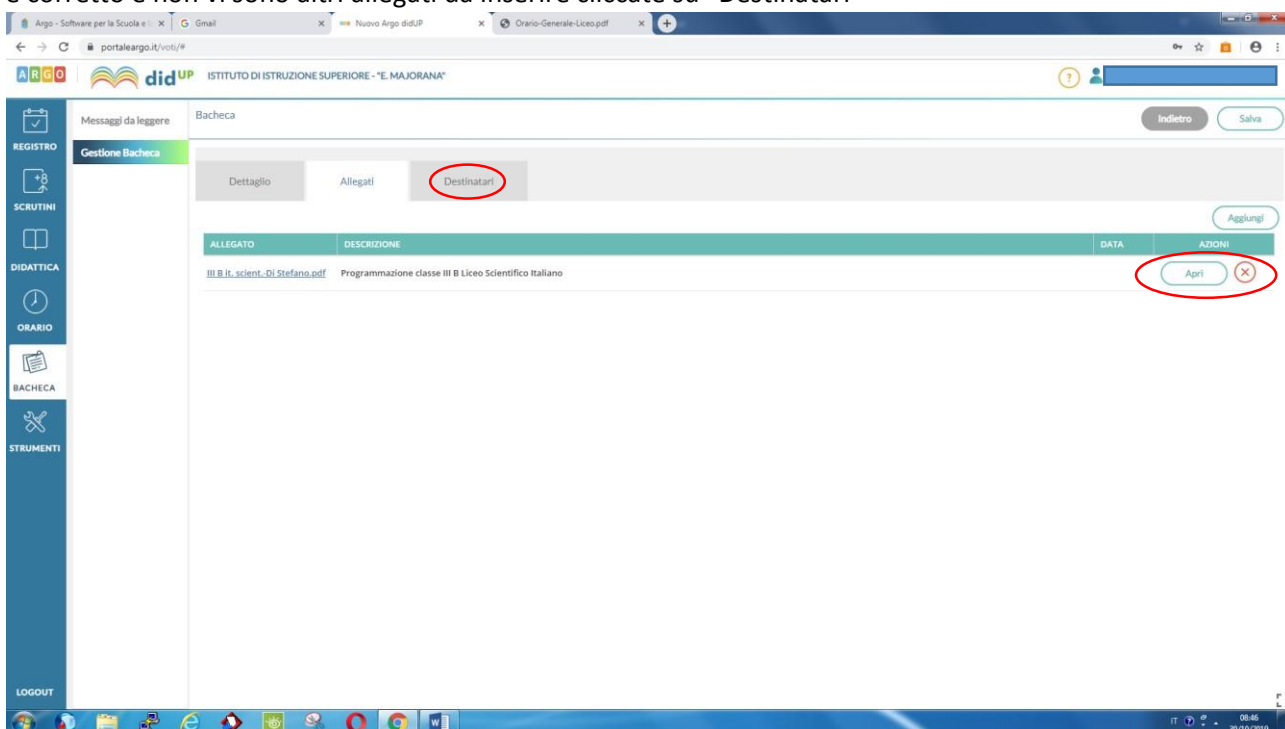 è corretto e non vi sono altri allegati da inserire cliccate su "Destinatari"
Argo - Software per la Scuola e
Gmail
Nuovo Argo didUP
Orario-Generale-Liceo.pdf
portaleargo.it/voti/#
ARGO
didUP
ISTITUTO DI ISTRUZIONE SUPERIORE - "E. MAJORANA"
REGISTRO
SCRUTINI
DIDATTICA
ORARIO
BACHECA
STRUMENTI
LOGOUT
Messaggi da leggere
Gestione Bacheca
Bacheca
Indietro
Salva
Dettaglio
Allegati
Destinatari
Aggiungi
ALLEGATO DESCRIZIONE DATA AZIONI
III B it. scient.-Di Stefano.pdf Programmazione classe III B Liceo Scientifico Italiano Apri
IT
08:46